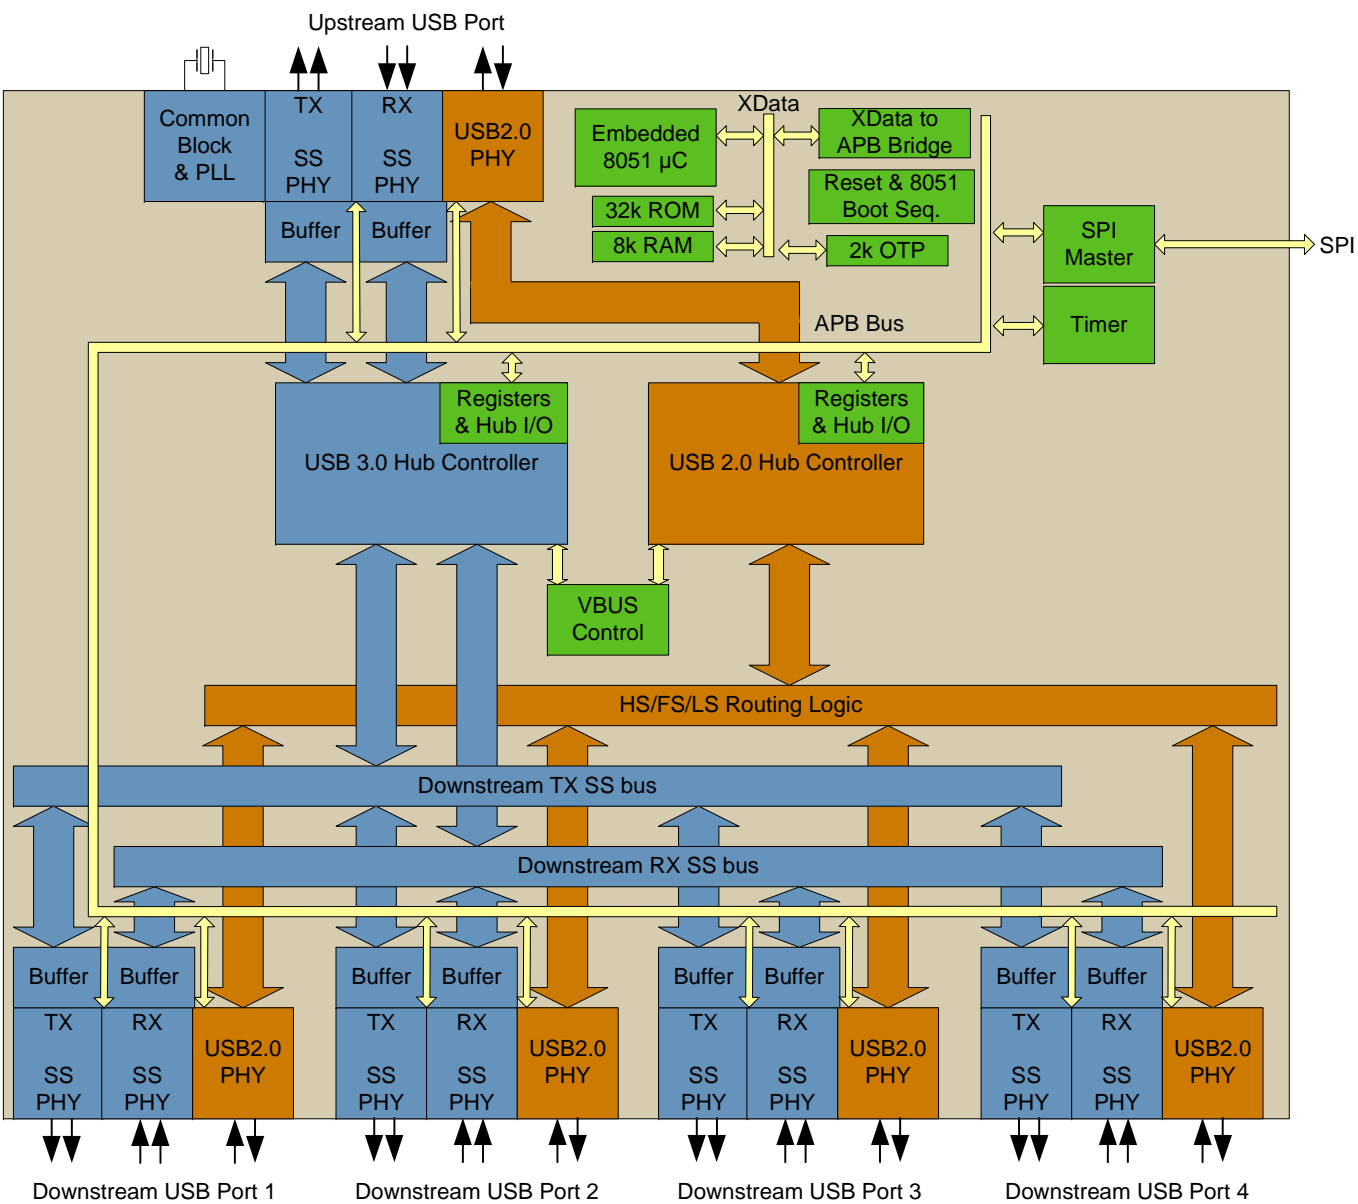 Upstream USB Port
Common
Block
& PLL
TX
SS
PHY
RX
SS
PHY
USB2.0
PHY
Buffer
Buffer
XData
Embedded
8051 µC
32k ROM
8k RAM
XData to
APB Bridge
Reset & 8051
Boot Seq.
2k OTP
SPI
Master
SPI
Timer
APB Bus
Registers
& Hub I/O
USB 3.0 Hub Controller
Registers
& Hub I/O
USB 2.0 Hub Controller
VBUS
Control
HS/FS/LS Routing Logic
Downstream TX SS bus
Downstream RX SS bus
Buffer
Buffer
TX
SS
PHY
RX
SS
PHY
USB2.0
PHY
Downstream USB Port 1
Buffer
Buffer
TX
SS
PHY
RX
SS
PHY
USB2.0
PHY
Downstream USB Port 2
Buffer
Buffer
TX
SS
PHY
RX
SS
PHY
USB2.0
PHY
Downstream USB Port 3
Buffer
Buffer
TX
SS
PHY
RX
SS
PHY
USB2.0
PHY
Downstream USB Port 4